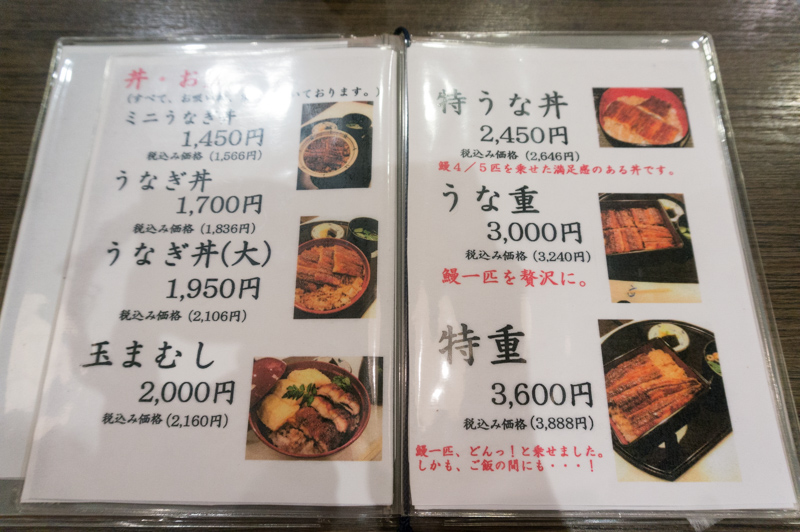 丼・お
(すべて、お吸い いております。)
ミニうなぎ丼
1,450円
税込み価格(1,566円)
うなぎ丼
1,700円
税込み価格(1,836円)
うなぎ丼(大)
1,950円
税込み価格(2,106円)
玉まむし
2,000円
税込み価格(2,160円)
特うな丼
2,450円
税込み価格(2,646円)
鰻4/5匹を乗せた満足感のある丼です。
うな重
3,000円
税込み価格(3,240円)
鰻一匹を贅沢に。
特重
3,600円
税込み価格(3,888円)
鰻一匹、どんっ!と乗せました。
しかも、ご飯の間にも・・・!